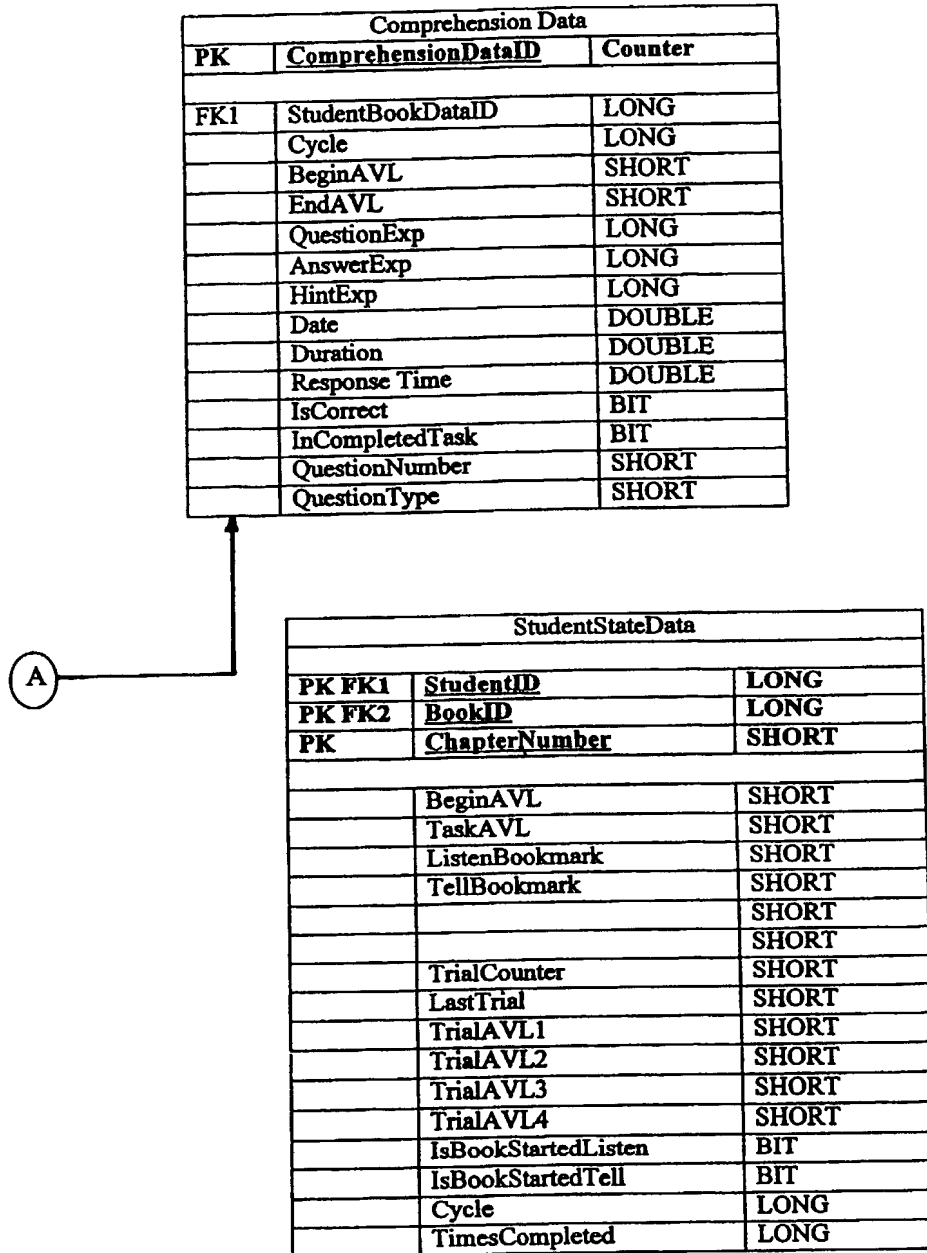 Comprehension Data
PK ComprehensionDataID Counter
FK1 StudentBookDataID LONG
Cycle LONG
BeginAVL SHORT
EndAVL SHORT
QuestionExp LONG
AnswerExp LONG
HintExp LONG
Date DOUBLE
Duration DOUBLE
Response Time DOUBLE
IsCorrect BIT
InCompletedTask BIT
QuestionNumber SHORT
QuestionType SHORT
A
StudentStateData
PK FK1 StudentID LONG
PK FK2 BookID LONG
PK ChapterNumber SHORT
BeginAVL SHORT
TaskAVL SHORT
ListenBookmark SHORT
TellBookmark SHORT
SHORT
SHORT
TrialCounter SHORT
LastTrial SHORT
TrialAVL1 SHORT
TrialAVL2 SHORT
TrialAVL3 SHORT
TrialAVL4 SHORT
IsBookStartedListen BIT
IsBookStartedTell BIT
Cycle LONG
TimesCompleted LONG